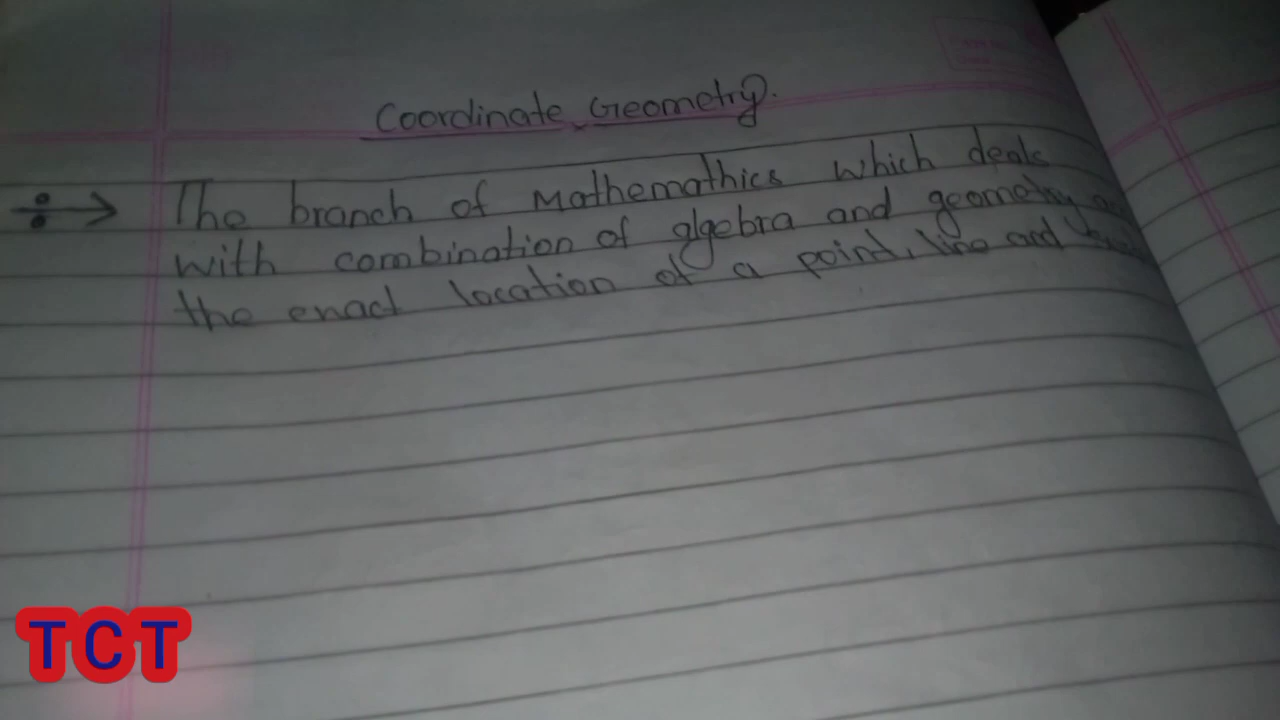 Coordinate Geometry.
÷→ The branch of Mathemathics which deals
with combination of algebra and geometry
the enact location of a point, line and
TCT